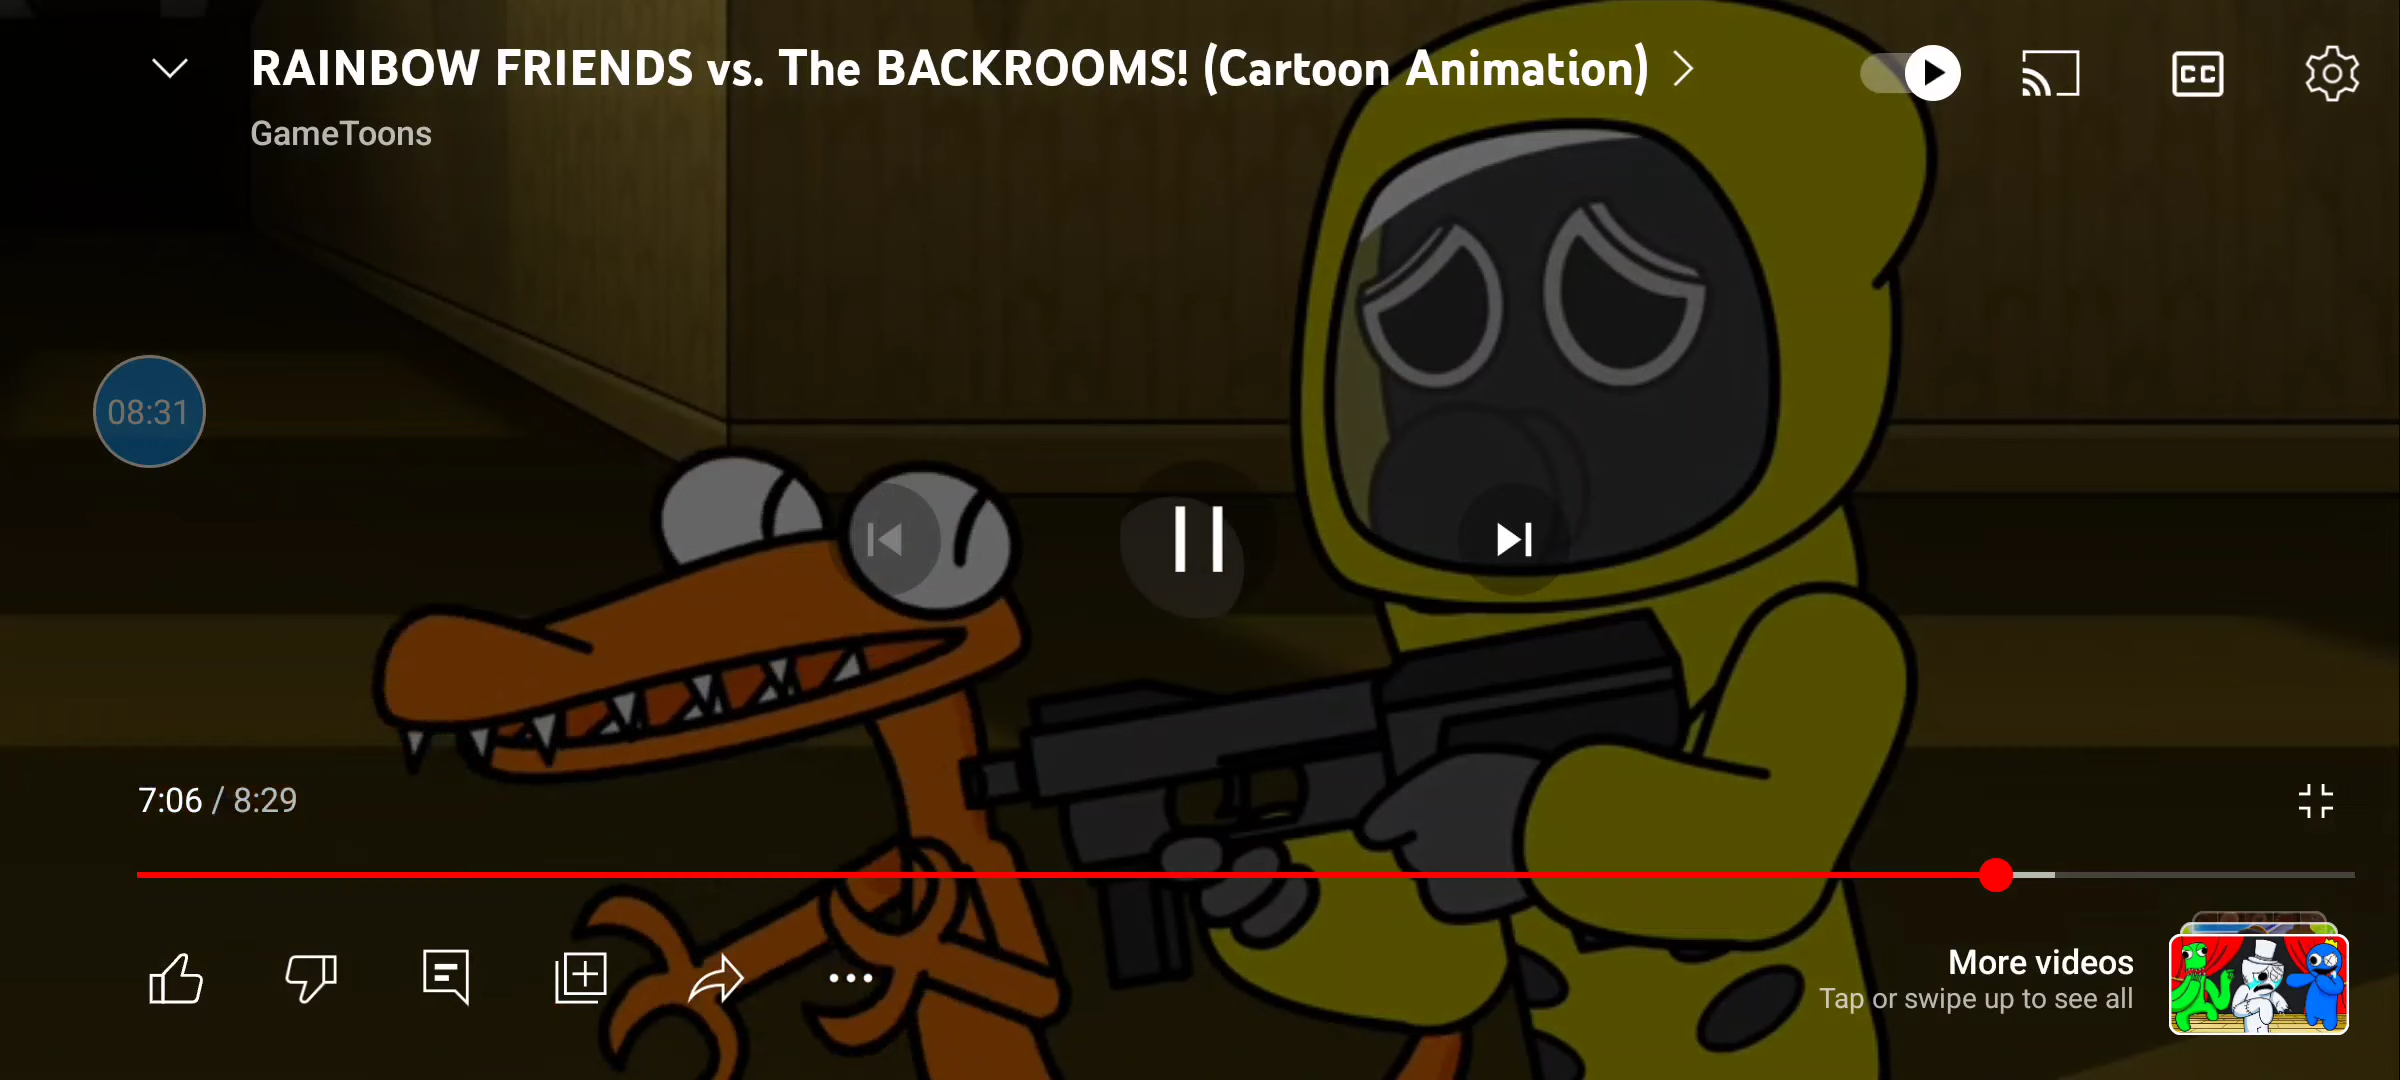 RAINBOW FRIENDS vs. The BACKROOMS! (Cartoon Animation)
GameToons
CC
08:31
7:06 / 8:29
More videos
Tap or swipe up to see all